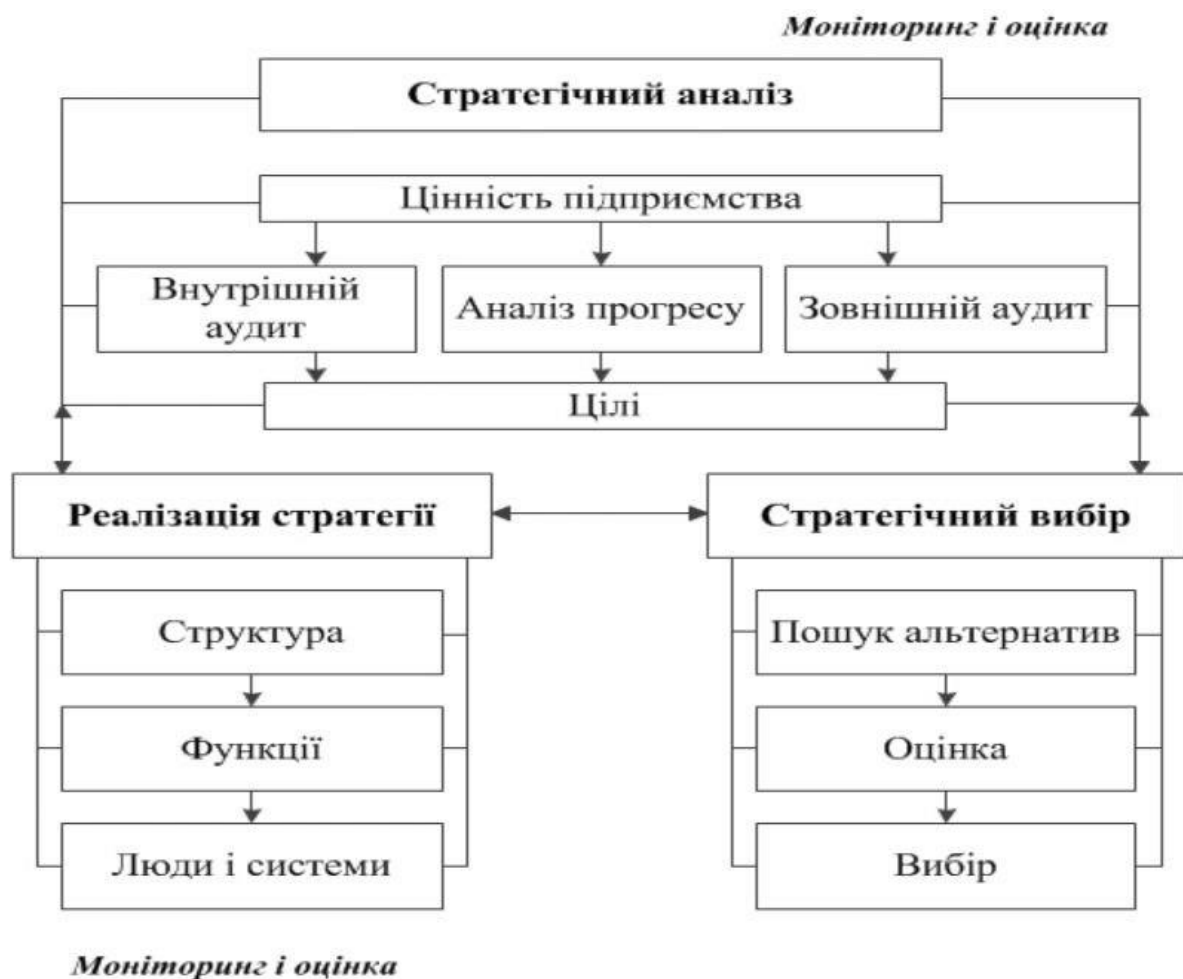 Моніторинг і оцінка
Стратегічний аналіз
Цінність підприємства
Внутрішній
аудит
Аналіз прогресу
Зовнішній аудит
Цілі
Реалізація стратегії
Стратегічний вибір
Структура
Пошук альтернатив
Функції
Оцінка
Люди і системи
Вибір
Моніторинг і оцінка